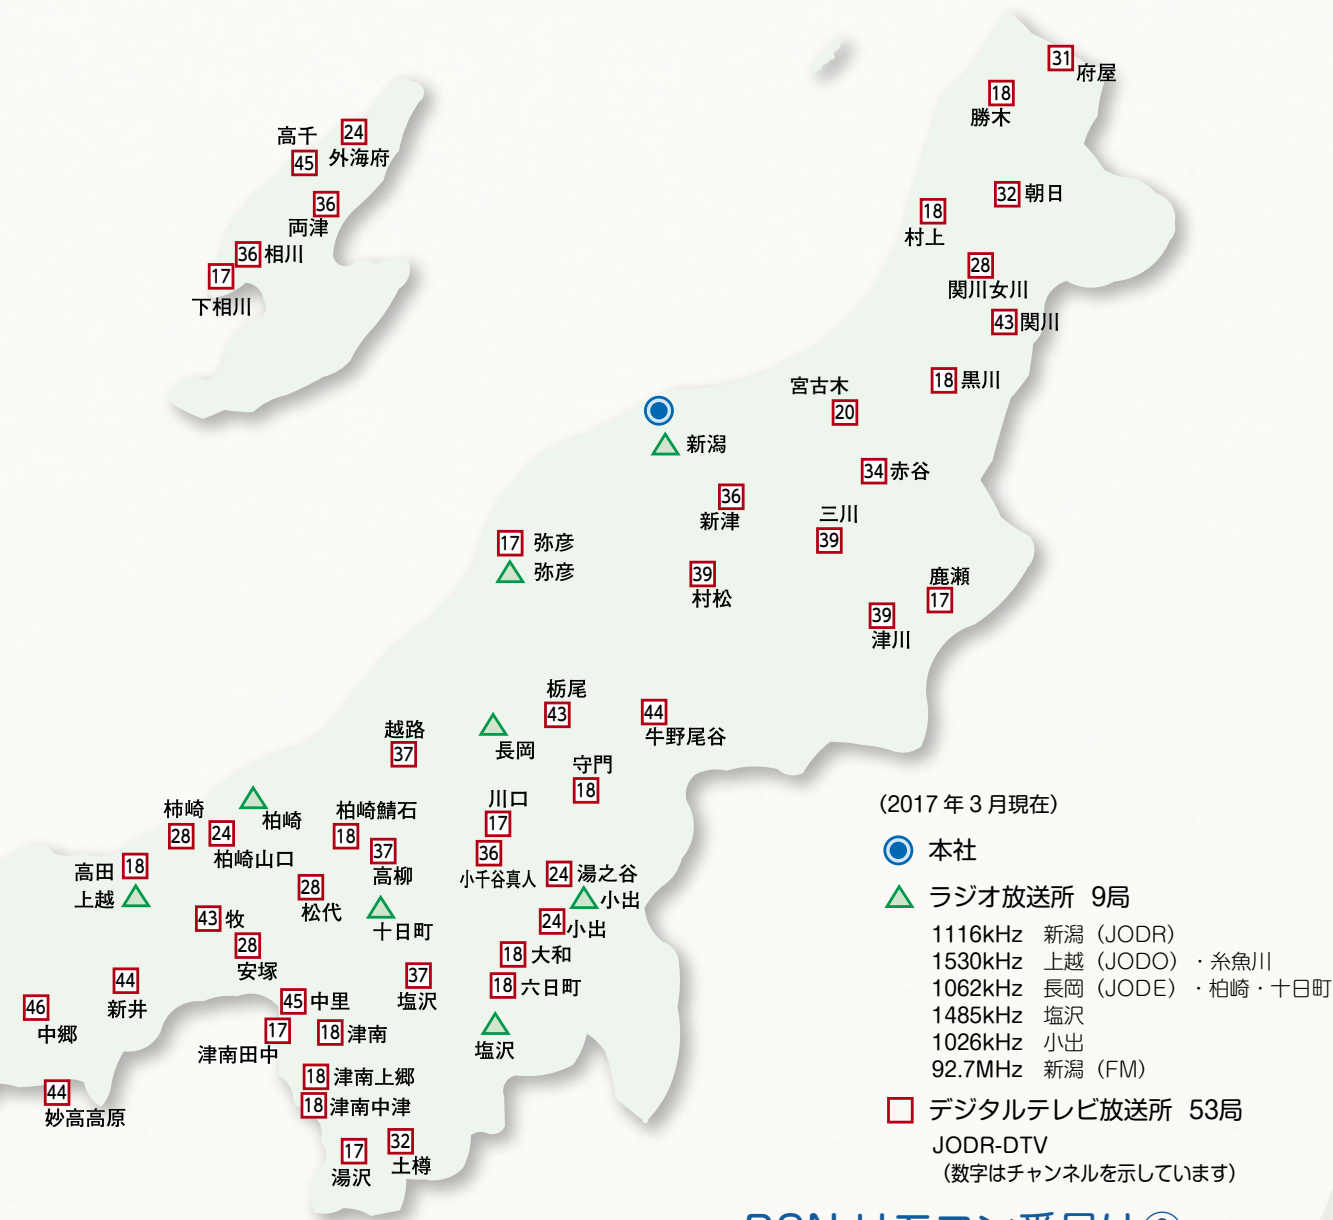 31
府屋
18
勝木
高千
24
外海府
45
32 朝日
36
両津
18
村上
36 相川
17
下相川
28
関川女川
43 関川
18 黒川
宮古木
20
新潟
34 赤谷
36
新津
三川
39
17 弥彦
弥彦
39
村松
鹿瀬
17
39
津川
栃尾
43
44
牛野尾谷
越路
37
長岡
守門
18
川口
17
柿崎
28
24
柏崎山口
柏崎
柏崎鯖石
18
37
高柳
36
小千谷真人
高田 18
上越
24 湯之谷
小出
28
松代
十日町
24 小出
43 牧
28
安塚
18 大和
18 六日町
37
塩沢
44
新井
46
中郷
45 中里
17
津南田中
18 津南
塩沢
18 津南上郷
18 津南中津
44
妙高高原
17
湯沢
32
土樽
（2017年3月現在）
本社
ラジオ放送所 9局
1116kHz 新潟（JODR）
1530kHz 上越（JODO）・糸魚川
1062kHz 長岡（JODE）・柏崎・十日町
1485kHz 塩沢
1026kHz 小出
92.7MHz 新潟（FM）
デジタルテレビ放送所 53局
JODR-DTV
（数字はチャンネルを示しています）